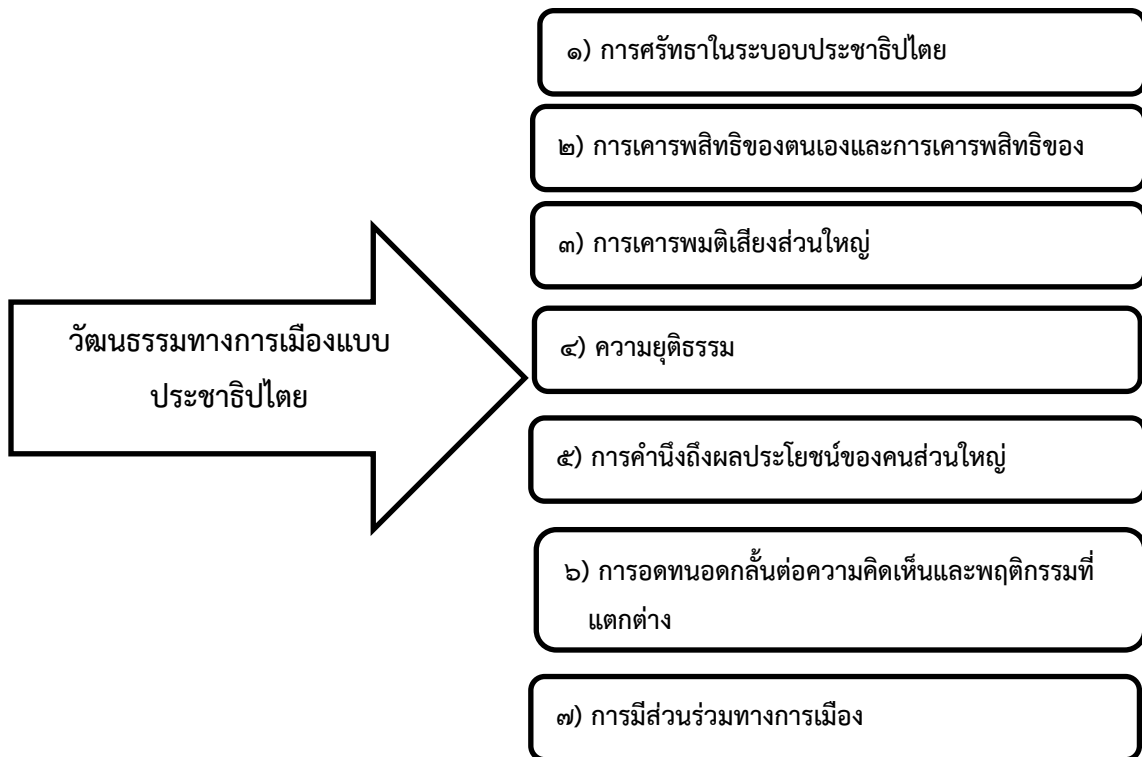 วัฒนธรรมทางการเมืองแบบ
ประชาธิปไตย
๑) การศรัทธาในระบอบประชาธิปไตย
๒) การเคารพสิทธิของตนเองและการเคารพสิทธิของ
๓) การเคารพมติเสียงส่วนใหญ่
๔) ความยุติธรรม
๕) การคำนึงถึงผลประโยชน์ของคนส่วนใหญ่
๖) การอดทนอดกลั้นต่อความคิดเห็นและพฤติกรรมที่
แตกต่าง
๗) การมีส่วนร่วมทางการเมือง